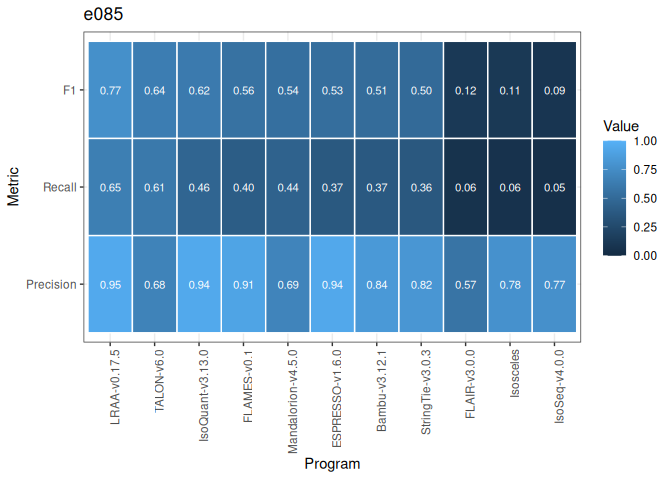 e085
F1
0.77 0.64 0.62 0.56 0.54 0.53 0.51 0.50 0.12 0.11 0.09
Recall
0.65 0.61 0.46 0.40 0.44 0.37 0.37 0.36 0.06 0.06 0.05
Precision
0.95 0.68 0.94 0.91 0.69 0.94 0.84 0.82 0.57 0.78 0.77
Metric
LRAA-v0.17.5
TALON-v6.0
IsoQuant-v3.13.0
FLAMES-v0.1
Mandalorion-v4.5.0
ESPRESSO-v1.6.0
Bambu-v3.12.1
StringTie-v3.0.3
FLAIR-v3.0.0
Isosceles
IsoSeq-v4.0.0
Program
Value
1.00
0.75
0.50
0.25
0.00